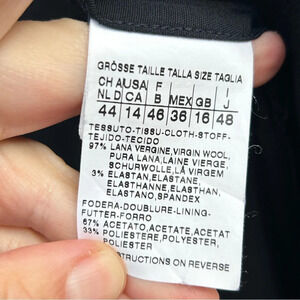 GRÖSSE TAILLE TALLA SIZE TAGLIA
CH AUSA F I
NL D CA B MEX GB J
44 14 46 36 16 48
TESSUTO-TISSU-CLOTH-STOFF-
TEJIDO-TECIDO
97% LANA VERGINE, VIRGIN WOOL,
PURA LANA, LAINE VIERGE,
SCHURWOLLE, LÃ VIRGEM
3% ELASTAN, ELASTANE,
ELASTHANNE, ELASTHAN,
ELASTANO, SPANDEX
FODERA-DOUBLURE-LINING-
FUTTER-FORRO
67% ACETATO, ACETATE, ACETAT
33% POLIESTERE, POLYESTER,
POLIESTER
INSTRUCTIONS ON REVERSE